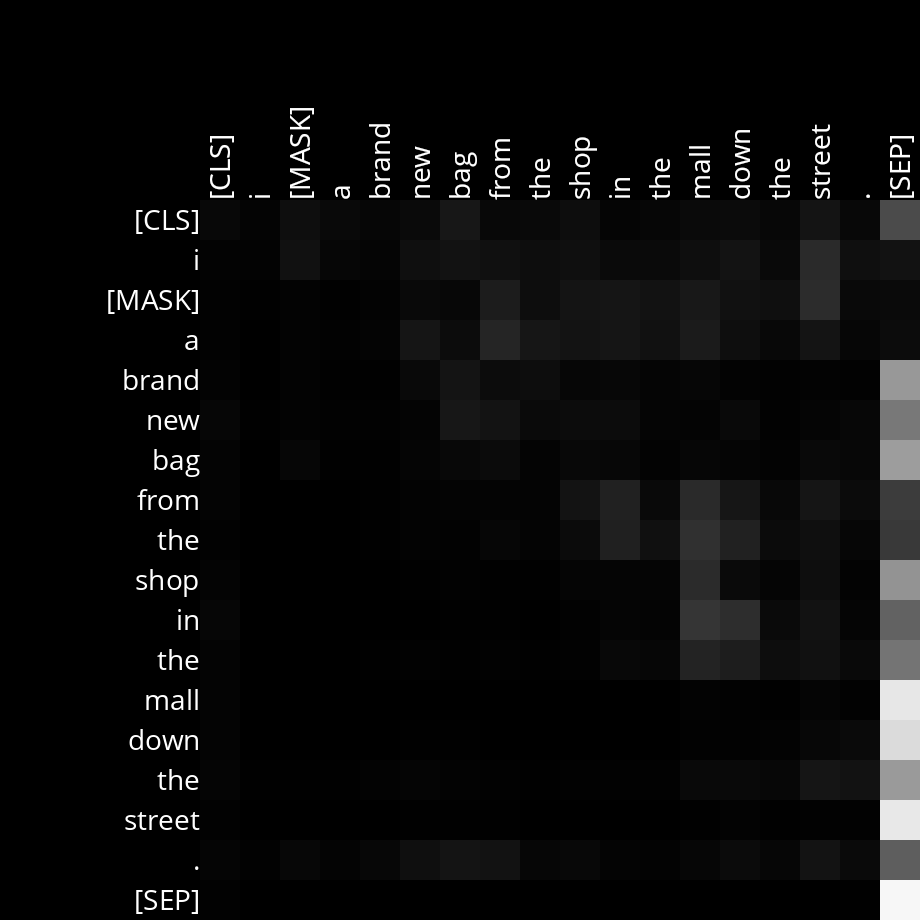 [CLS] i [MASK] a brand new bag from the shop in the mall down the street . [SEP]
[CLS]
i
[MASK]
a
brand
new
bag
from
the
shop
in
the
mall
down
the
street
.
[SEP]